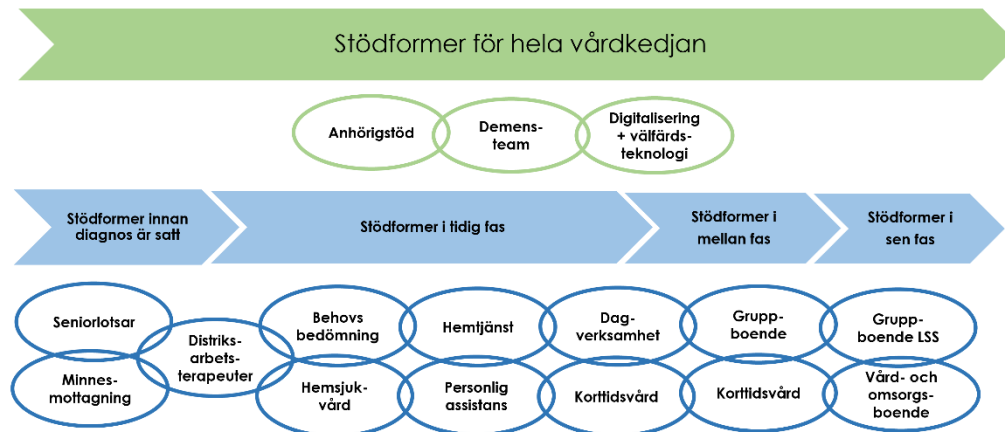 Stödformer för hela vårdkedjan
Anhörigstöd
Demens-
team
Digitalisering
+ välfärds-
teknologi
Stödformer innan
diagnos är satt
Stödformer i tidig fas
Stödformer i
mellan fas
Stödformer i
sen fas
Seniorlotsar
Minnes-
mottagning
Distriks-
arbets-
terapeuter
Behovs
bedömning
Hemsjuk-
vård
Hemtjänst
Personlig
assistans
Dag-
verksamhet
Korttidsvård
Grupp-
boende
Korttidsvård
Grupp-
boende LSS
Vård- och
omsorgs-
boende